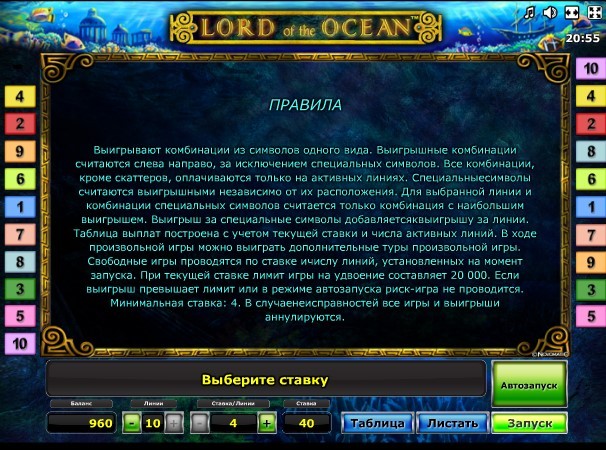 LORD of the OCEAN™
20:55
ПРАВИЛА
Выигрывают комбинации из символов одного вида. Выигрышные комбинации
считаются слева направо, за исключением специальных символов. Все комбинации,
кроме скаттеров, оплачиваются только на активных линиях. Специальныесимволы
считаются выигрышными независимо от их расположения. Для выбранной линии и
комбинации специальных символов считается только комбинация с наибольшим
выигрышем. Выигрыш за специальные символы добавляетсяквыигрышу за линии.
Таблица выплат построена с учетом текущей ставки и числа активных линий. В ходе
произвольной игры можно выиграть дополнительные туры произвольной игры.
Свободные игры проводятся по ставке ичислу линий, установленных на момент
запуска. При текущей ставке лимит игры на удвоение составляет 20 000. Если
выигрыш превышает лимит или в режиме автозапуска риск-игра не проводится.
Минимальная ставка: 4. В случаенеисправностей все игры и выигрыши
аннулируются.
4
2
9
6
1
7
8
3
5
10
10
4
2
8
6
1
7
9
3
5
© NOVOMATIC
Выберите ставку
Автозапуск
Баланс Линии Ставка/Линии Ставка
960 - 10 + - 4 + 40 Таблица Листать Запуск